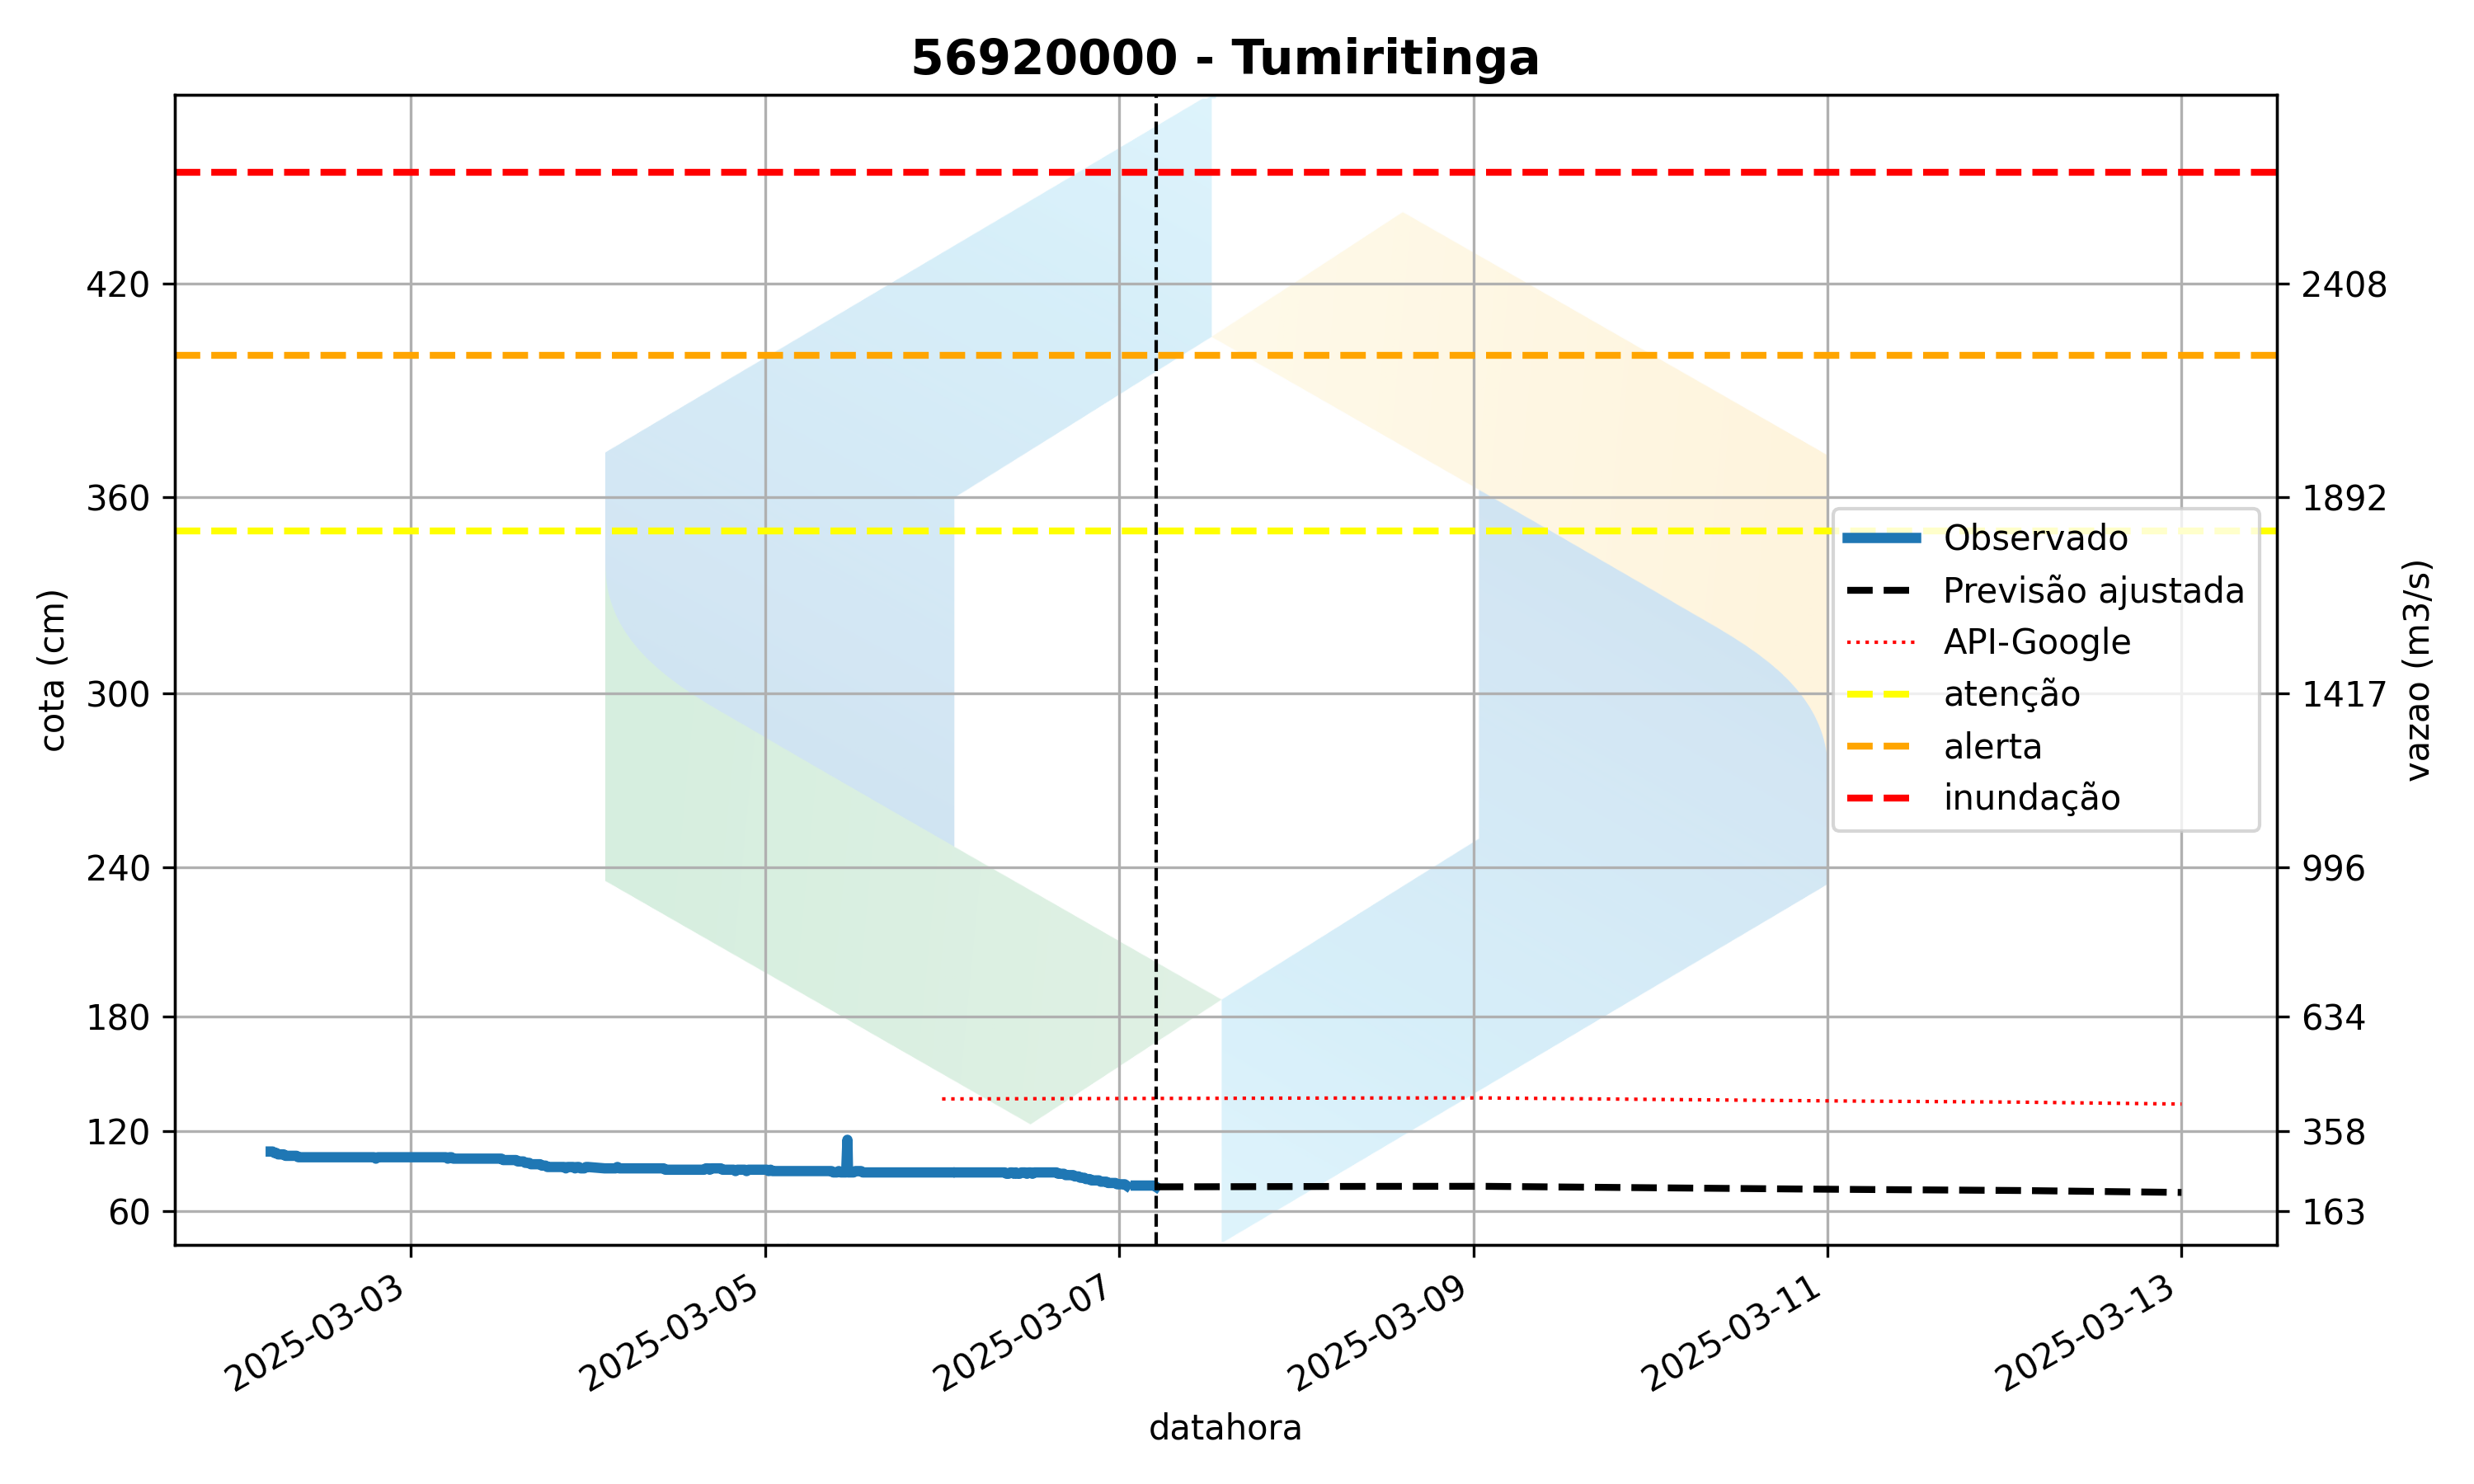 56920000 - Tumiritinga
420
360
300
240
180
120
60
cota (cm)
2408
1892
1417
996
634
358
163
vazao (m3/s)
Observado
Previsão ajustada
API-Google
atenção
alerta
inundação
2025-03-03
2025-03-05
2025-03-07
2025-03-09
2025-03-11
2025-03-13
datahora